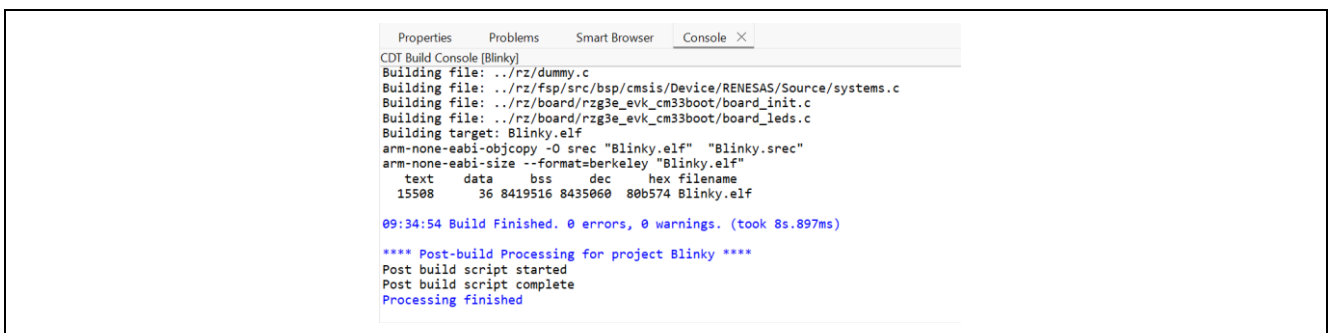 Properties Problems Smart Browser Console
CDT Build Console [Blinky]
Building file: ../rz/dummy.c
Building file: ../rz/fsp/src/bsp/cmsis/Device/RENESAS/Source/systems.c
Building file: ../rz/board/rzg3e_evk_cm33boot/board_init.c
Building file: ../rz/board/rzg3e_evk_cm33boot/board_leds.c
Building target: Blinky.elf
arm-none-eabi-objcopy -O srec "Blinky.elf"  "Blinky.srec"
arm-none-eabi-size --format=berkeley "Blinky.elf"
   text    data     bss     dec     hex filename
  15508      36 8419516 8435060  80b574 Blinky.elf
09:34:54 Build Finished. 0 errors, 0 warnings. (took 8s.897ms)
**** Post-build Processing for project Blinky ****
Post build script started
Post build script complete
Processing finished